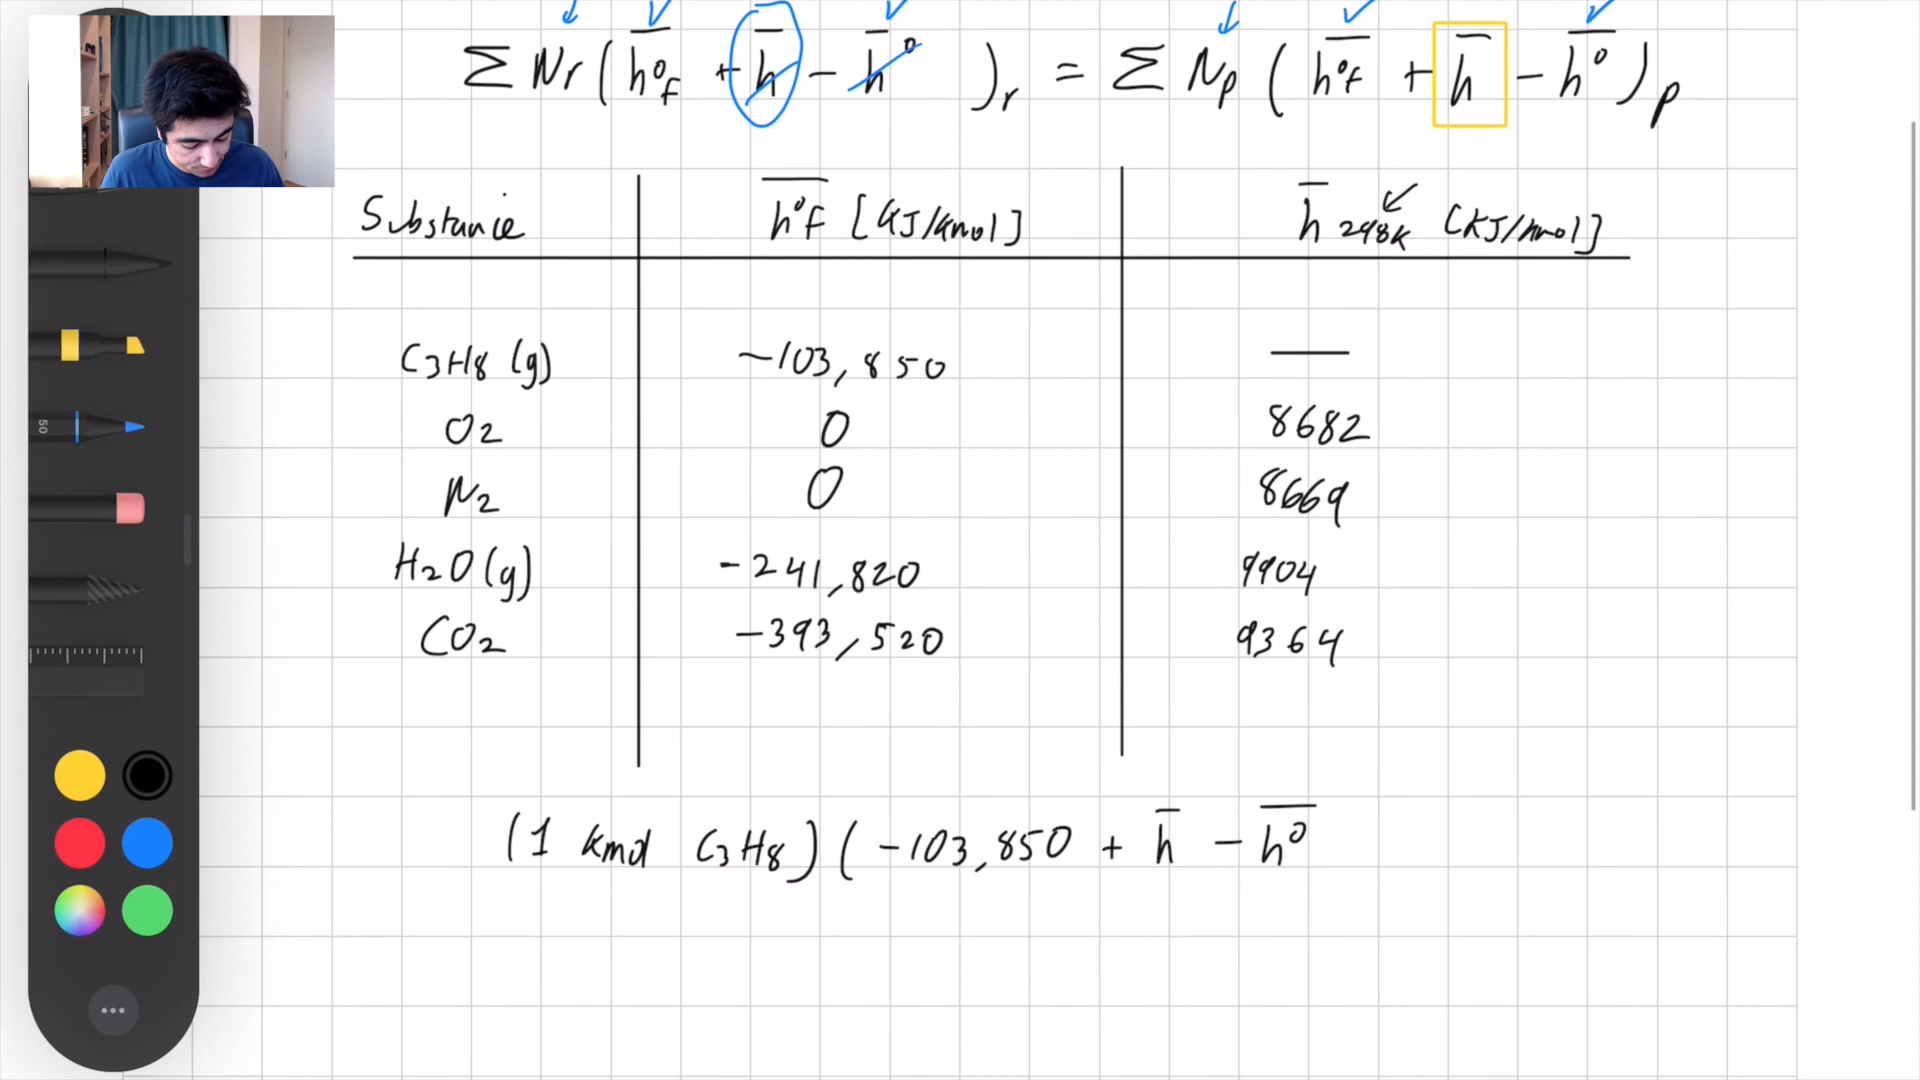 Σ Nr ( h°f + h - h° )r = Σ Np ( h°f + h - h° )p
Substance h°f [kJ/kmol] h 298K [kJ/kmol]
C3H8 (g) -103,850 —
O2 0 8682
N2 0 8669
H2O(g) -241,820 9904
CO2 -393,520 9364
(1 kmol C3H8) ( -103,850 + h - h°
50